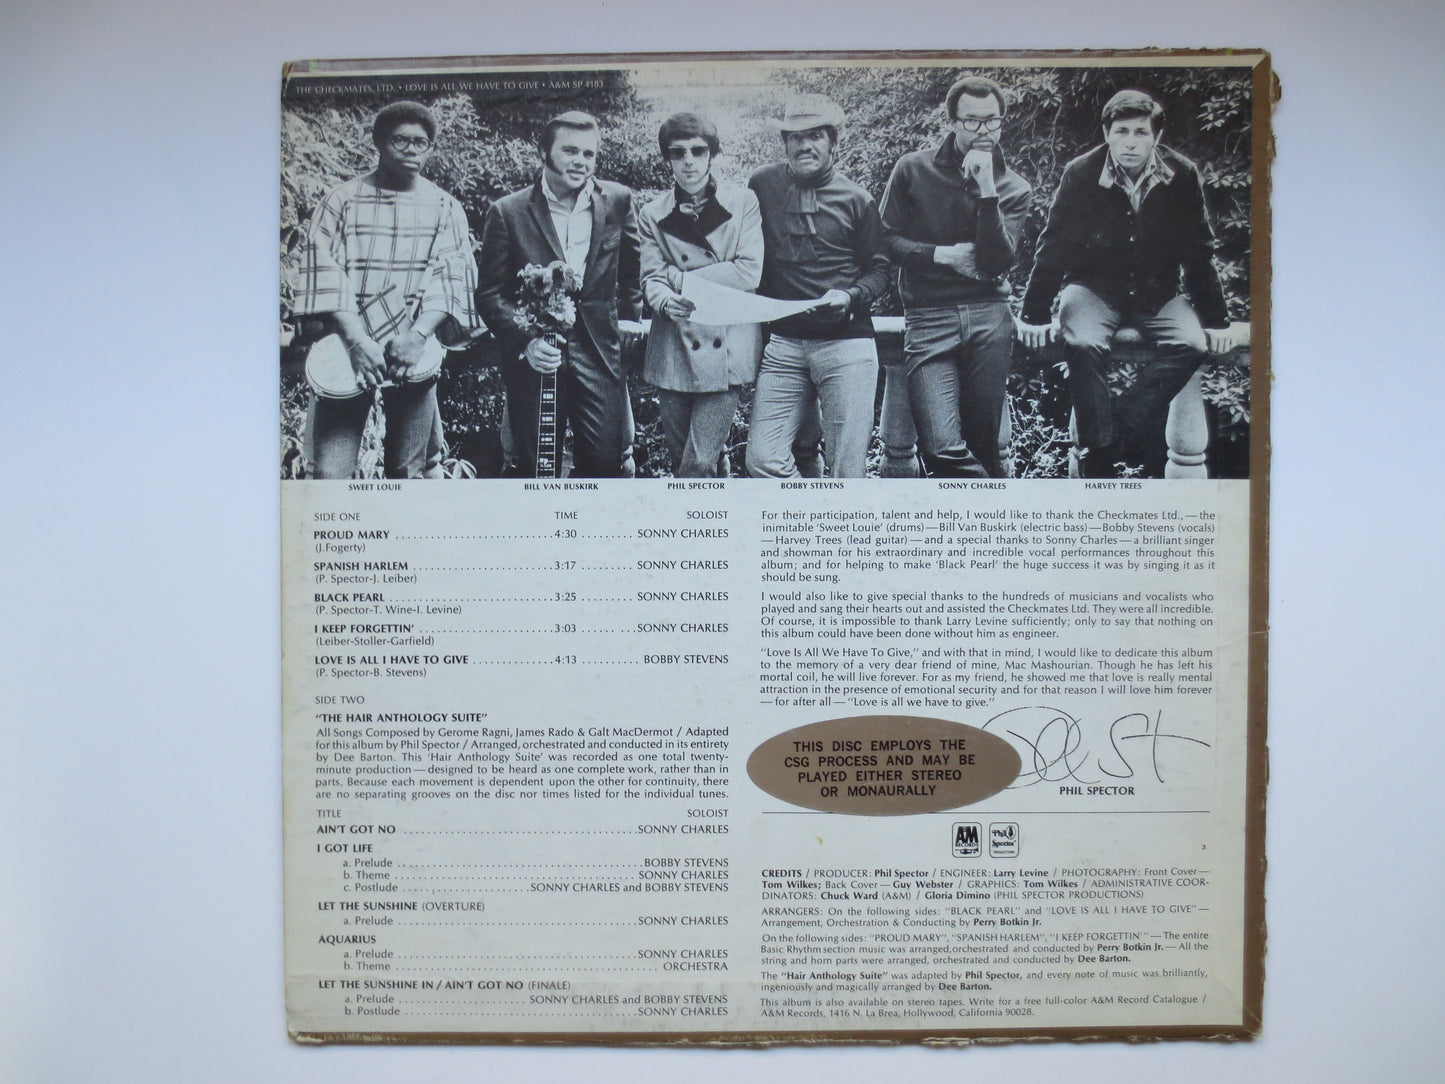 THE CHECKMATES, LTD. • LOVE IS ALL WE HAVE TO GIVE • A&M SP 4183
SWEET LOUIE BILL VAN BUSKIRK PHIL SPECTOR BOBBY STEVENS SONNY CHARLES HARVEY TREES
SIDE ONE TIME SOLOIST
PROUD MARY ........................4:30 ......... SONNY CHARLES
(J.Fogerty)
SPANISH HARLEM ........................3:17 ......... SONNY CHARLES
(P. Spector-J. Leiber)
BLACK PEARL ........................3:25 ......... SONNY CHARLES
(P. Spector-T. Wine-I. Levine)
I KEEP FORGETTIN' ........................3:03 ...... ...SONNY CHARLES
(Leiber-Stoller-Garfield)
LOVE IS ALL I HAVE TO GIVE ............. 4:13 .......... BOBBY STEVENS
(P. Spector-B. Stevens)
SIDE TWO
"THE HAIR ANTHOLOGY SUITE"
All Songs Composed by Gerome Ragni, James Rado & Galt MacDermot / Adapted
for this album by Phil Spector / Arranged, orchestrated and conducted in its entirety
by Dee Barton. This 'Hair Anthology Suite' was recorded as one total twenty-
minute production — designed to be heard as one complete work, rather than in
parts. Because each movement is dependent upon the other for continuity, there
are no separating grooves on the disc nor times listed for the individual tunes.
TITLE SOLOIST
AIN'T GOT NO ....................................SONNY CHARLES
I GOT LIFE
a. Prelude ....................................BOBBY STEVENS
b. Theme .................................... SONNY CHARLES
c. Postlude ....................SONNY CHARLES and BOBBY STEVENS
LET THE SUNSHINE (OVERTURE)
a. Prelude ....................................SONNY CHARLES
AQUARIUS
a. Prelude ....................................SONNY CHARLES
b. Theme .................................... ORCHESTRA
LET THE SUNSHINE IN / AIN'T GOT NO (FINALE)
a. Prelude .................... SONNY CHARLES and BOBBY STEVENS
b. Postlude ....................................SONNY CHARLES
For their participation, talent and help, I would like to thank the Checkmates Ltd.,—the
inimitable 'Sweet Louie' (drums)—Bill Van Buskirk (electric bass)—Bobby Stevens (vocals)
—Harvey Trees (lead guitar)—and a special thanks to Sonny Charles—a brilliant singer
and showman for his extraordinary and incredible vocal performances throughout this
album; and for helping to make 'Black Pearl' the huge success it was by singing it as it
should be sung.
I would also like to give special thanks to the hundreds of musicians and vocalists who
played and sang their hearts out and assisted the Checkmates Ltd. They were all incredible.
Of course, it is impossible to thank Larry Levine sufficiently; only to say that nothing on
this album could have been done without him as engineer.
"Love Is All We Have To Give," and with that in mind, I would like to dedicate this album
to the memory of a very dear friend of mine, Mac Mashourian. Though he has left his
mortal coil, he will live forever. For as my friend, he showed me that love is really mental
attraction in the presence of emotional security and for that reason I will love him forever
—for after all—"Love is all we have to give."
THIS DISC EMPLOYS THE
CSG PROCESS AND MAY BE
PLAYED EITHER STEREO
OR MONAURALLY
PHIL SPECTOR
A&M
RECORDS
Phil
Spector
PRODUCTIONS
3
CREDITS / PRODUCER: Phil Spector / ENGINEER: Larry Levine / PHOTOGRAPHY: Front Cover—
Tom Wilkes; Back Cover—Guy Webster / GRAPHICS: Tom Wilkes / ADMINISTRATIVE COOR-
DINATORS: Chuck Ward (A&M) / Gloria Dimino (PHIL SPECTOR PRODUCTIONS)
ARRANGERS: On the following sides: "BLACK PEARL" and "LOVE IS ALL I HAVE TO GIVE"—
Arrangement, Orchestration & Conducting by Perry Botkin Jr.
On the following sides: "PROUD MARY", "SPANISH HARLEM", "I KEEP FORGETTIN'"—The entire
Basic Rhythm section music was arranged, orchestrated and conducted by Perry Botkin Jr.—All the
string and horn parts were arranged, orchestrated and conducted by Dee Barton.
The "Hair Anthology Suite" was adapted by Phil Spector, and every note of music was brilliantly,
ingeniously and magically arranged by Dee Barton.
This album is also available on stereo tapes. Write for a free full-color A&M Record Catalogue /
A&M Records, 1416 N. La Brea, Hollywood, California 90028.